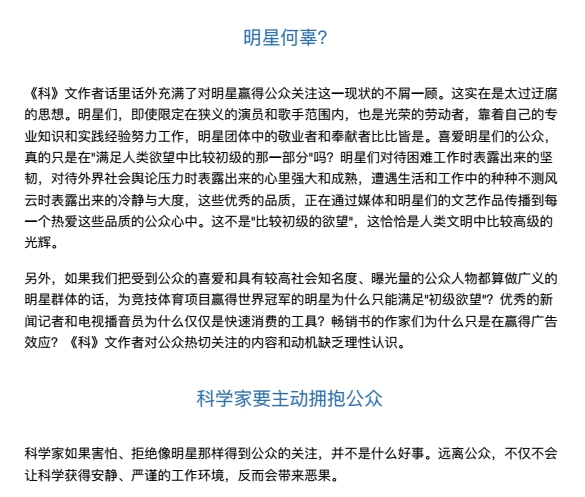 明星何辜?
《科》文作者话里话外充满了对明星赢得公众关注这一现状的不屑一顾。这实在是太过迂腐
的思想。明星们，即使限定在狭义的演员和歌手范围内，也是光荣的劳动者，靠着自己的专
业知识和实践经验努力工作，明星团体中的敬业者和奉献者比比皆是。喜爱明星们的公众，
真的只是在"满足人类欲望中比较初级的那一部分"吗？明星们对待困难工作时表露出来的坚
韧，对待外界社会舆论压力时表露出来的心里强大和成熟，遭遇生活和工作中的种种不测风
云时表露出来的冷静与大度，这些优秀的品质，正在通过媒体和明星们的文艺作品传播到每
一个热爱这些品质的公众心中。这不是"比较初级的欲望"，这恰恰是人类文明中比较高级的
光辉。
另外，如果我们把受到公众的喜爱和具有较高社会知名度、曝光量的公众人物都算做广义的
明星群体的话，为竞技体育项目赢得世界冠军的明星为什么只能满足"初级欲望"？优秀的新
闻记者和电视播音员为什么仅仅是快速消费的工具？畅销书的作家们为什么只是在赢得广告
效应？《科》文作者对公众热切关注的内容和动机缺乏理性认识。
科学家要主动拥抱公众
科学家如果害怕、拒绝像明星那样得到公众的关注，并不是什么好事。远离公众，不仅不会
让科学获得安静、严谨的工作环境，反而会带来恶果。